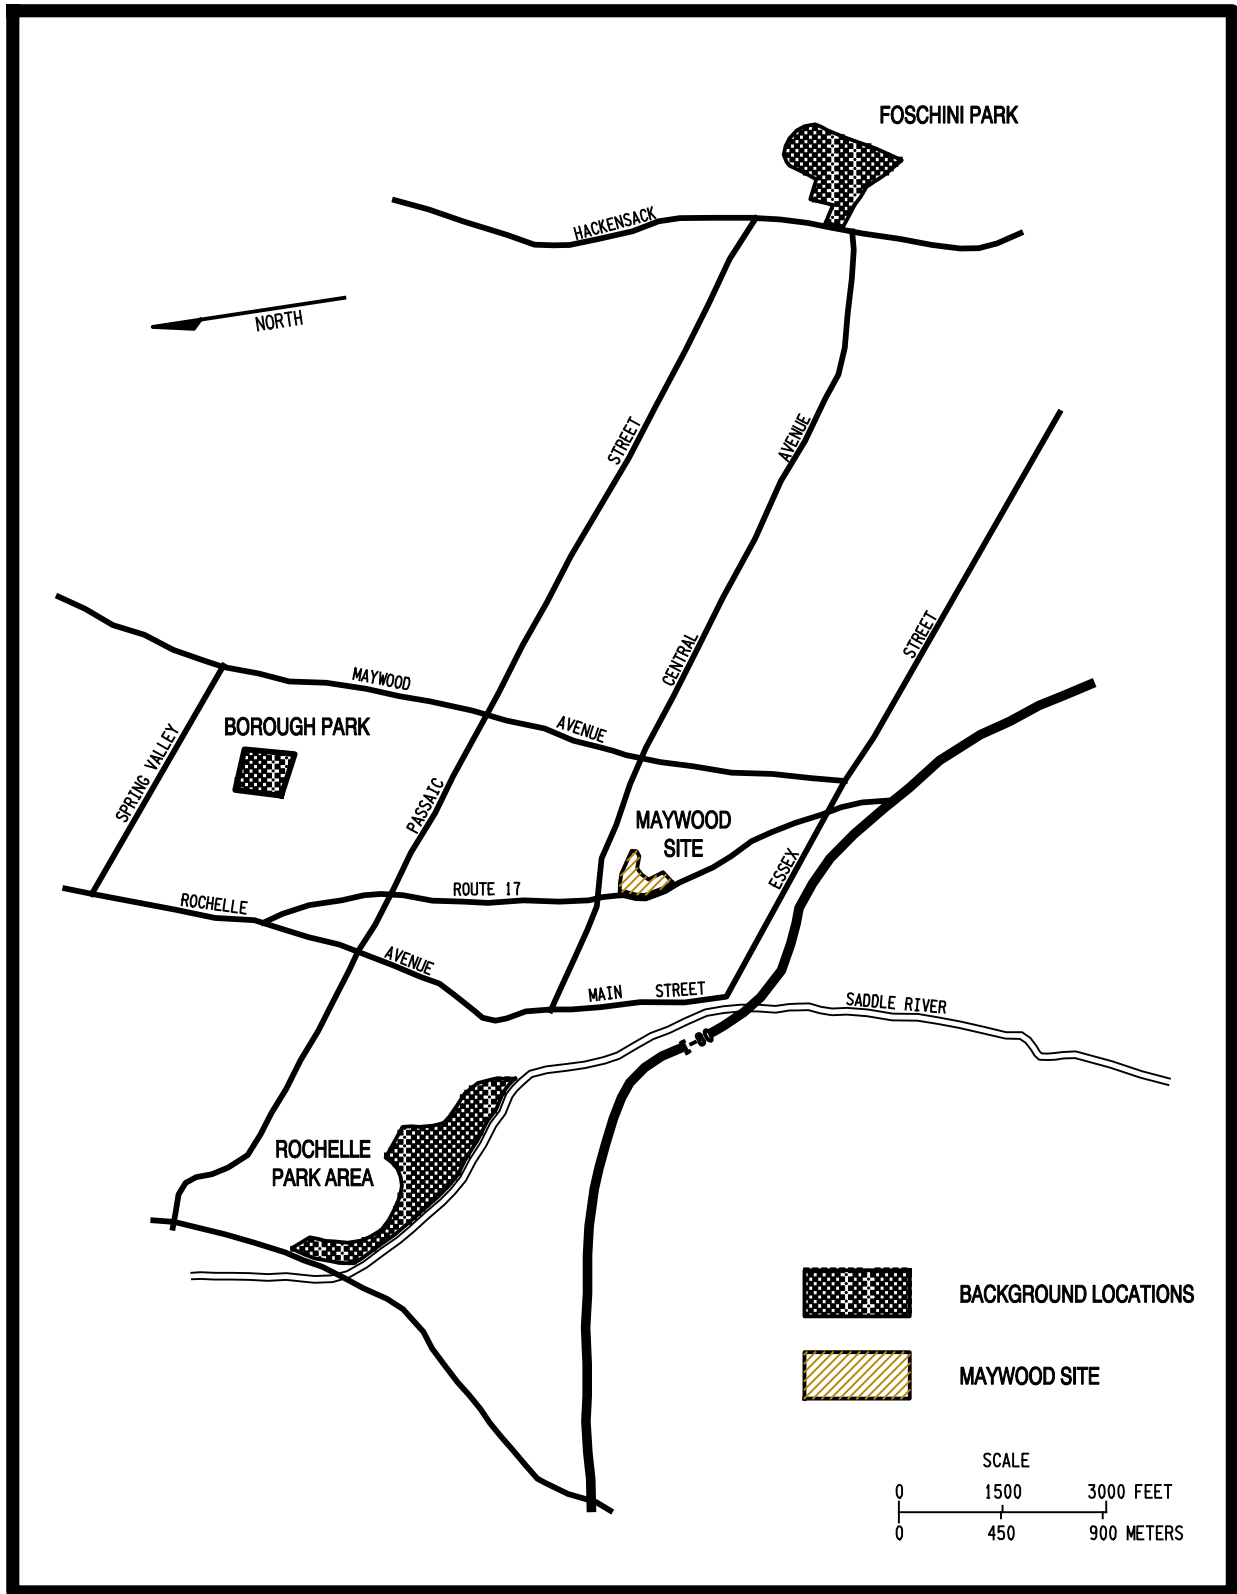 FOSCHINI PARK
HACKENSACK
NORTH
STREET
AVENUE
STREET
CENTRAL
MAYWOOD
AVENUE
BOROUGH PARK
SPRING VALLEY
PASSAIC
MAYWOOD
SITE
ESSEX
ROUTE 17
ROCHELLE
AVENUE
MAIN STREET
SADDLE RIVER
I-80
ROCHELLE
PARK AREA
BACKGROUND LOCATIONS
MAYWOOD SITE
SCALE
0 1500 3000 FEET
0 450 900 METERS